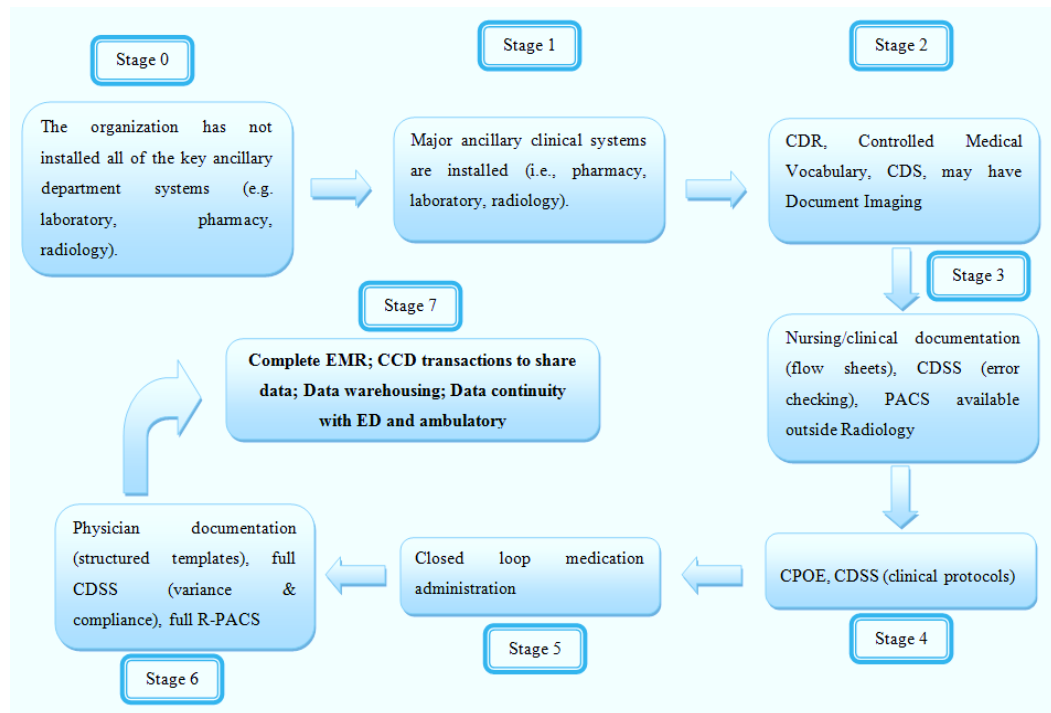 Stage 0
The organization has not
installed all of the key ancillary
department systems (e.g.
laboratory, pharmacy,
radiology).
Stage 1
Major ancillary clinical systems
are installed (i.e., pharmacy,
laboratory, radiology).
Stage 2
CDR, Controlled Medical
Vocabulary, CDS, may have
Document Imaging
Stage 3
Nursing/clinical documentation
(flow sheets), CDSS (error
checking), PACS available
outside Radiology
CPOE, CDSS (clinical protocols)
Stage 4
Closed loop medication
administration
Stage 5
Physician documentation
(structured templates), full
CDSS (variance &
compliance), full R-PACS
Stage 6
Stage 7
Complete EMR; CCD transactions to share
data; Data warehousing; Data continuity
with ED and ambulatory